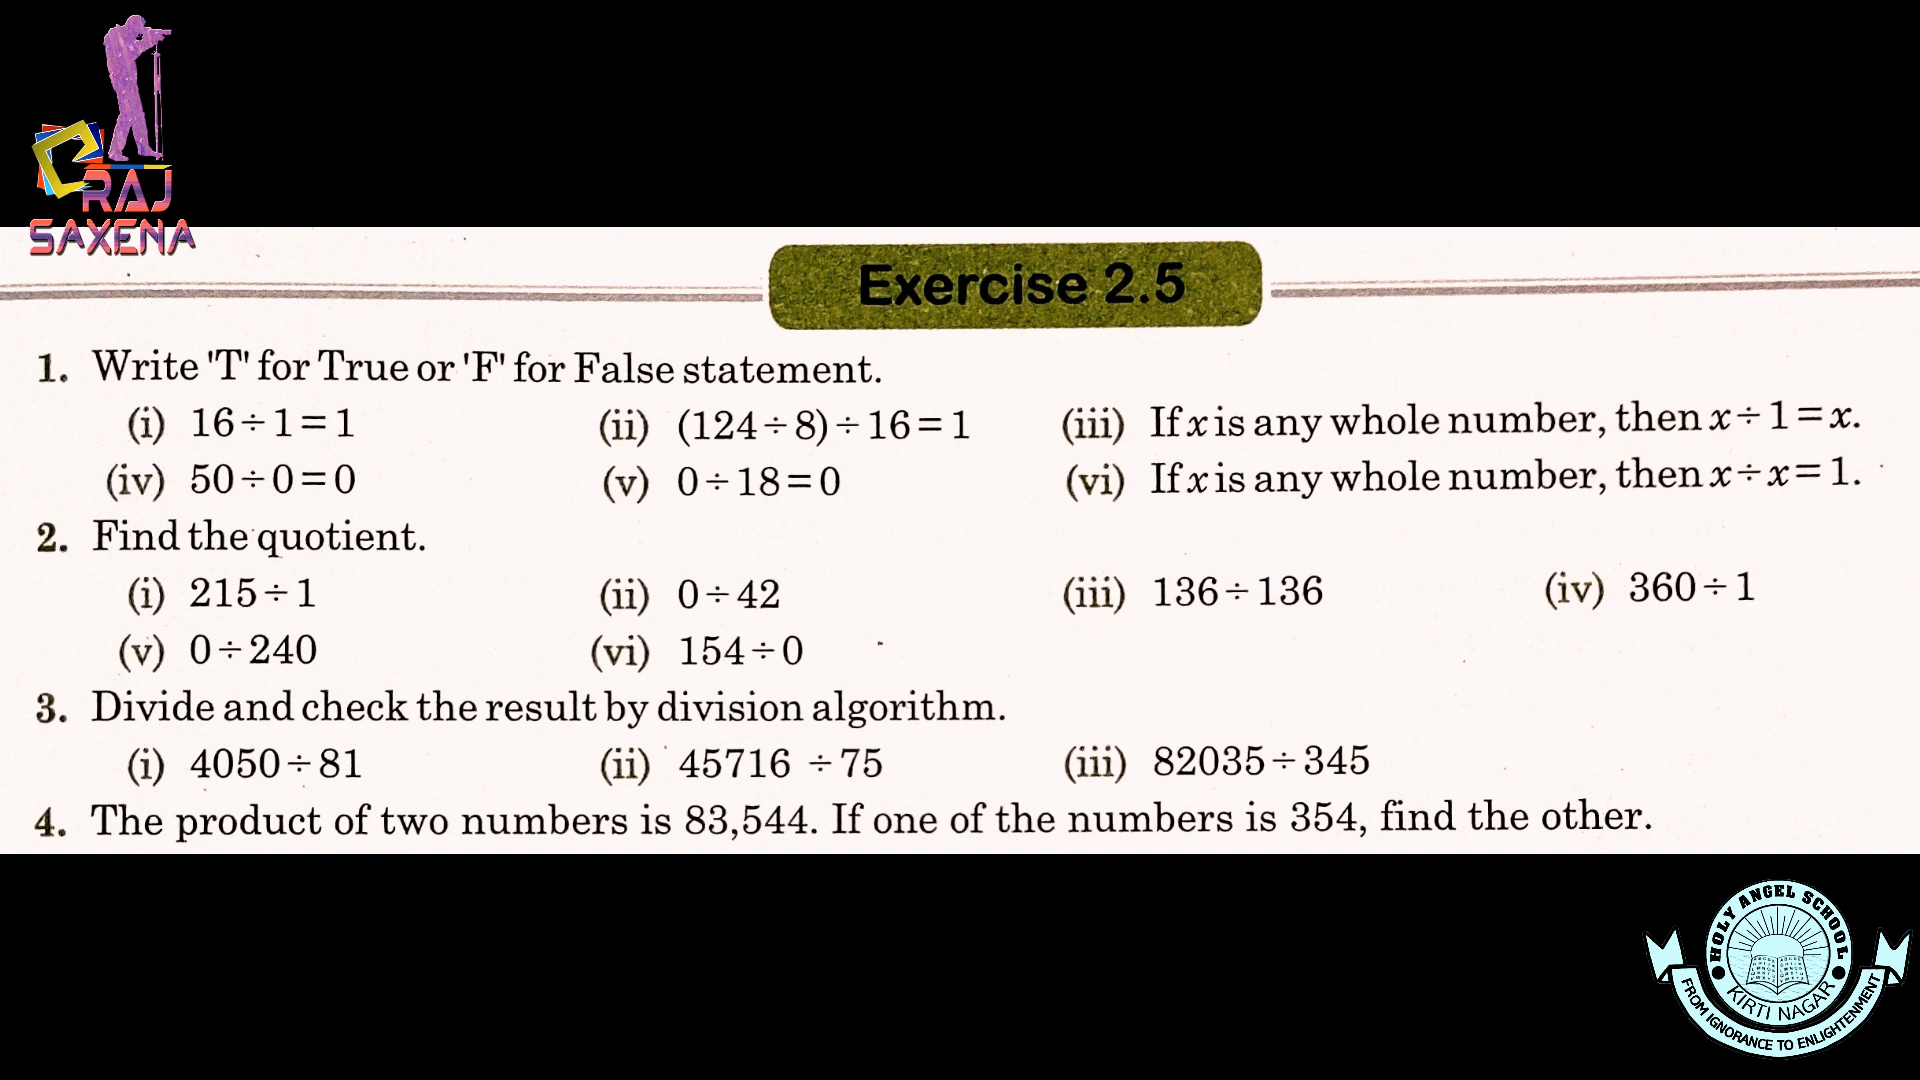 RAJ
SAXENA
Exercise 2.5
1. Write 'T' for True or 'F' for False statement.
(i) 16÷1=1 (ii) (124÷8)÷16=1 (iii) If x is any whole number, then x÷1=x.
(iv) 50÷0=0 (v) 0÷18=0 (vi) If x is any whole number, then x÷x=1.
2. Find the quotient.
(i) 215÷1 (ii) 0÷42 (iii) 136÷136 (iv) 360÷1
(v) 0÷240 (vi) 154÷0
3. Divide and check the result by division algorithm.
(i) 4050÷81 (ii) 45716 ÷75 (iii) 82035÷345
4. The product of two numbers is 83,544. If one of the numbers is 354, find the other.
HOLY ANGEL SCHOOL
KIRTI NAGAR
FROM IGNORANCE TO ENLIGHTENMENT